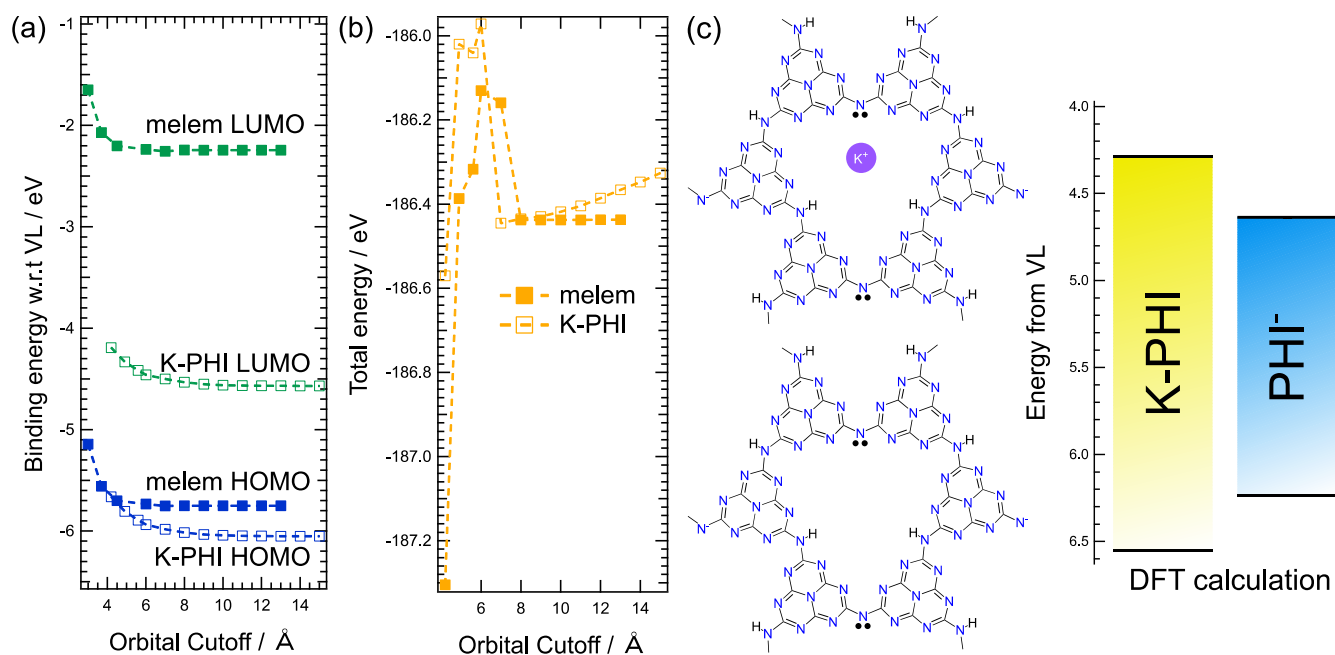 (a)
-1
-2
-3
-4
-5
-6
Binding energy w.r.t VL / eV
melem LUMO
K-PHI LUMO
melem HOMO
K-PHI HOMO
4 6 8 10 12 14
Orbital Cutoff / Å
(b)
-186.0
-186.2
-186.4
-186.6
-186.8
-187.0
-187.2
Total energy / eV
melem
K-PHI
4 6 8 10 12 14
Orbital Cutoff / Å
(c)
K+
4.0
4.5
5.0
5.5
6.0
6.5
Energy from VL
K-PHI
PHI-
DFT calculation